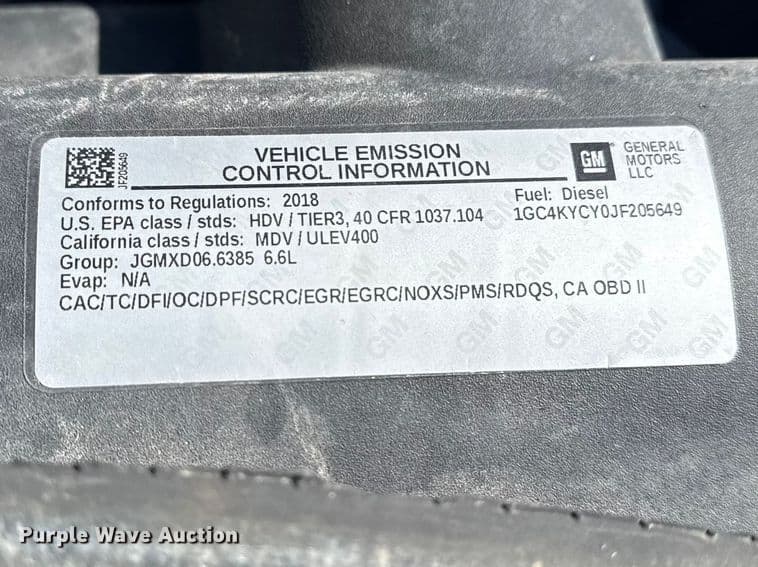 JF205649
VEHICLE EMISSION
CONTROL INFORMATION
GM
GENERAL
MOTORS
LLC
Conforms to Regulations: 2018
Fuel: Diesel
U.S. EPA class / stds: HDV / TIER3, 40 CFR 1037.104
1GC4KYCY0JF205649
California class / stds: MDV / ULEV400
Group: JGMXD06.6385 6.6L
Evap: N/A
CAC/TC/DFI/OC/DPF/SCRC/EGR/EGRC/NOXS/PMS/RDQS, CA OBD II
Purple Wave Auction